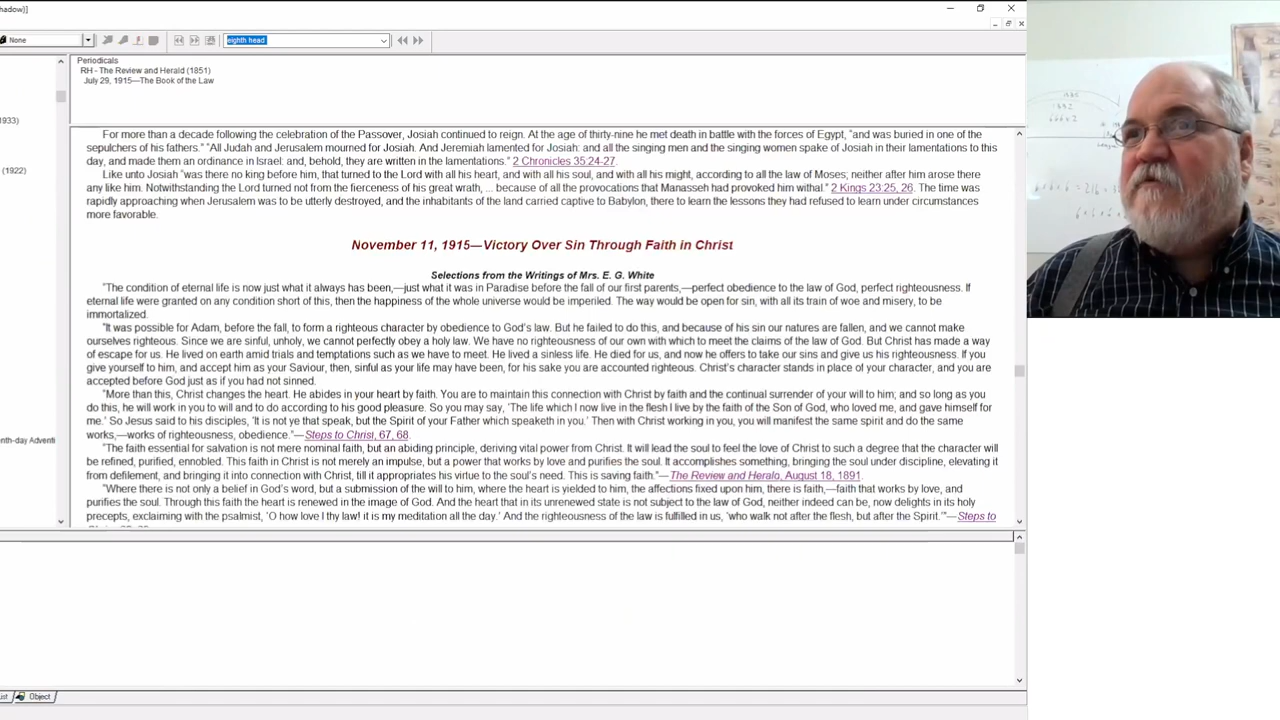 hadow)]
None
eighth head
Periodicals
RH - The Review and Herald (1851)
July 29, 1915—The Book of the Law
1933)
(1922)
nth-day Adventi
For more than a decade following the celebration of the Passover, Josiah continued to reign. At the age of thirty-nine he met death in battle with the forces of Egypt, "and was buried in one of the
sepulchers of his fathers." "All Judah and Jerusalem mourned for Josiah. And Jeremiah lamented for Josiah: and all the singing men and the singing women spake of Josiah in their lamentations to this
day, and made them an ordinance in Israel: and, behold, they are written in the lamentations." 2 Chronicles 35:24-27.
Like unto Josiah "was there no king before him, that turned to the Lord with all his heart, and with all his soul, and with all his might, according to all the law of Moses; neither after him arose there
any like him. Notwithstanding the Lord turned not from the fierceness of his great wrath, ... because of all the provocations that Manasseh had provoked him withal." 2 Kings 23:25, 26. The time was
rapidly approaching when Jerusalem was to be utterly destroyed, and the inhabitants of the land carried captive to Babylon, there to learn the lessons they had refused to learn under circumstances
more favorable.
November 11, 1915—Victory Over Sin Through Faith in Christ
Selections from the Writings of Mrs. E. G. White
"The condition of eternal life is now just what it always has been,—just what it was in Paradise before the fall of our first parents,—perfect obedience to the law of God, perfect righteousness. If
eternal life were granted on any condition short of this, then the happiness of the whole universe would be imperiled. The way would be open for sin, with all its train of woe and misery, to be
immortalized.
"It was possible for Adam, before the fall, to form a righteous character by obedience to God's law. But he failed to do this, and because of his sin our natures are fallen, and we cannot make
ourselves righteous. Since we are sinful, unholy, we cannot perfectly obey a holy law. We have no righteousness of our own with which to meet the claims of the law of God. But Christ has made a way
of escape for us. He lived on earth amid trials and temptations such as we have to meet. He lived a sinless life. He died for us, and now he offers to take our sins and give us his righteousness. If you
give yourself to him, and accept him as your Saviour, then, sinful as your life may have been, for his sake you are accounted righteous. Christ's character stands in place of your character, and you are
accepted before God just as if you had not sinned.
"More than this, Christ changes the heart. He abides in your heart by faith. You are to maintain this connection with Christ by faith and the continual surrender of your will to him; and so long as you
do this, he will work in you to will and to do according to his good pleasure. So you may say, 'The life which I now live in the flesh I live by the faith of the Son of God, who loved me, and gave himself for
me.' So Jesus said to his disciples, 'It is not ye that speak, but the Spirit of your Father which speaketh in you.' Then with Christ working in you, you will manifest the same spirit and do the same
works,—works of righteousness, obedience."—Steps to Christ, 67, 68.
"The faith essential for salvation is not mere nominal faith, but an abiding principle, deriving vital power from Christ. It will lead the soul to feel the love of Christ to such a degree that the character will
be refined, purified, ennobled. This faith in Christ is not merely an impulse, but a power that works by love and purifies the soul. It accomplishes something, bringing the soul under discipline, elevating it
from defilement, and bringing it into connection with Christ, till it appropriates his virtue to the soul's need. This is saving faith."—The Review and Herald, August 18, 1891.
"Where there is not only a belief in God's word, but a submission of the will to him, where the heart is yielded to him, the affections fixed upon him, there is faith,—faith that works by love, and
purifies the soul. Through this faith the heart is renewed in the image of God. And the heart that in its unrenewed state is not subject to the law of God, neither indeed can be, now delights in its holy
precepts, exclaiming with the psalmist, 'O how love I thy law! it is my meditation all the day.' And the righteousness of the law is fulfilled in us, 'who walk not after the flesh, but after the Spirit.'"—Steps to
ist
Object